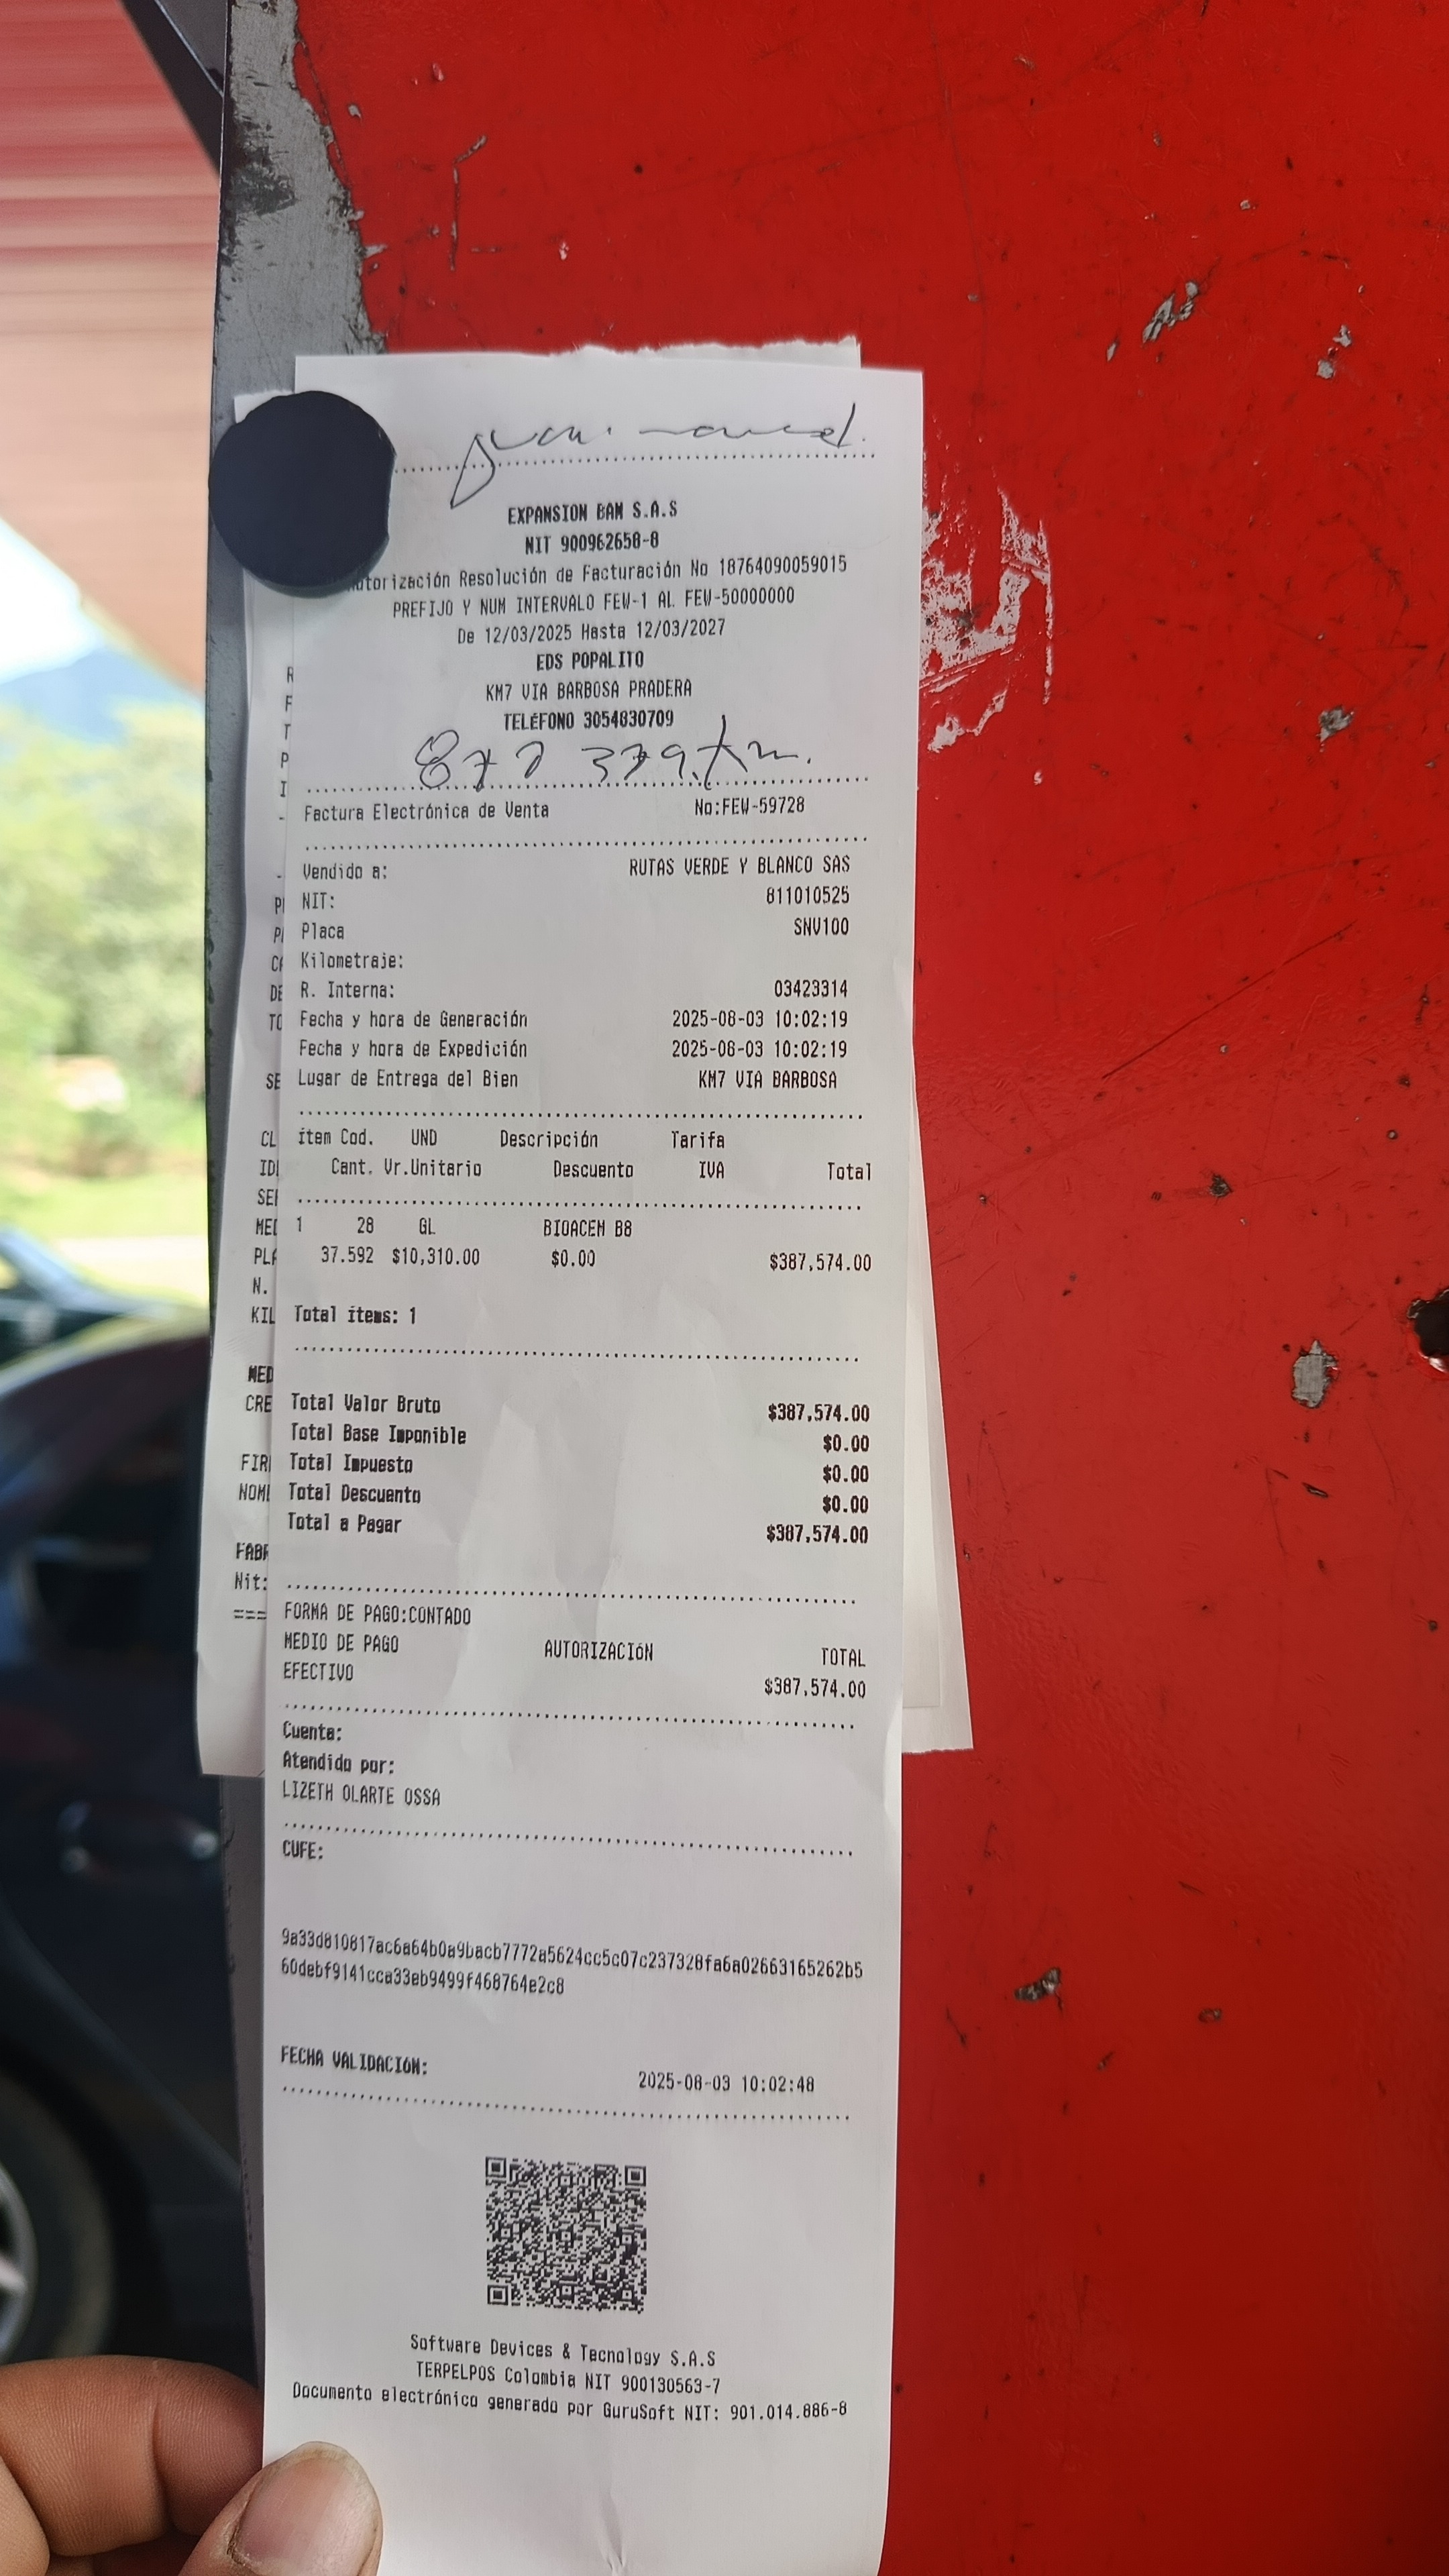 EXPANSION BAM S.A.S
NIT 900962658-8
Autorización Resolución de Facturación No 18764090059015
PREFIJO Y NUM INTERVALO FEW-1 AL FEW-50000000
De 12/03/2025 Hasta 12/03/2027
EDS POPALITO
KM7 VIA BARBOSA PRADERA
TELÉFONO 3054830709
Factura Electrónica de Venta No:FEW-59728
Vendido a: RUTAS VERDE Y BLANCO SAS
NIT: 811010525
Placa SNV100
Kilometraje:
R. Interna: 03423314
Fecha y hora de Generación 2025-08-03 10:02:19
Fecha y hora de Expedición 2025-08-03 10:02:19
Lugar de Entrega del Bien KM7 VIA BARBOSA
ítem Cod. UND Descripción Tarifa
Cant. Vr.Unitario Descuento IVA Total
1 28 GL BIOACEM B8
37.592 $10,310.00 $0.00 $387,574.00
Total ítems: 1
Total Valor Bruto $387,574.00
Total Base Imponible $0.00
Total Impuesto $0.00
Total Descuento $0.00
Total a Pagar $387,574.00
FORMA DE PAGO:CONTADO
MEDIO DE PAGO AUTORIZACIÓN TOTAL
EFECTIVO $387,574.00
Cuenta:
Atendido por:
LIZETH OLARTE OSSA
CUFE:
9a33d810817ac6a64b0a9bacb7772a5624cc5c07c237328fa6a02663165262b5
60debf9141cca33eb9499f468764e2c8
FECHA VALIDACIÓN:
2025-08-03 10:02:48
Software Devices & Tecnology S.A.S
TERPELPOS Colombia NIT 900130563-7
Documento electrónico generado por GuruSoft NIT: 901.014.886-8